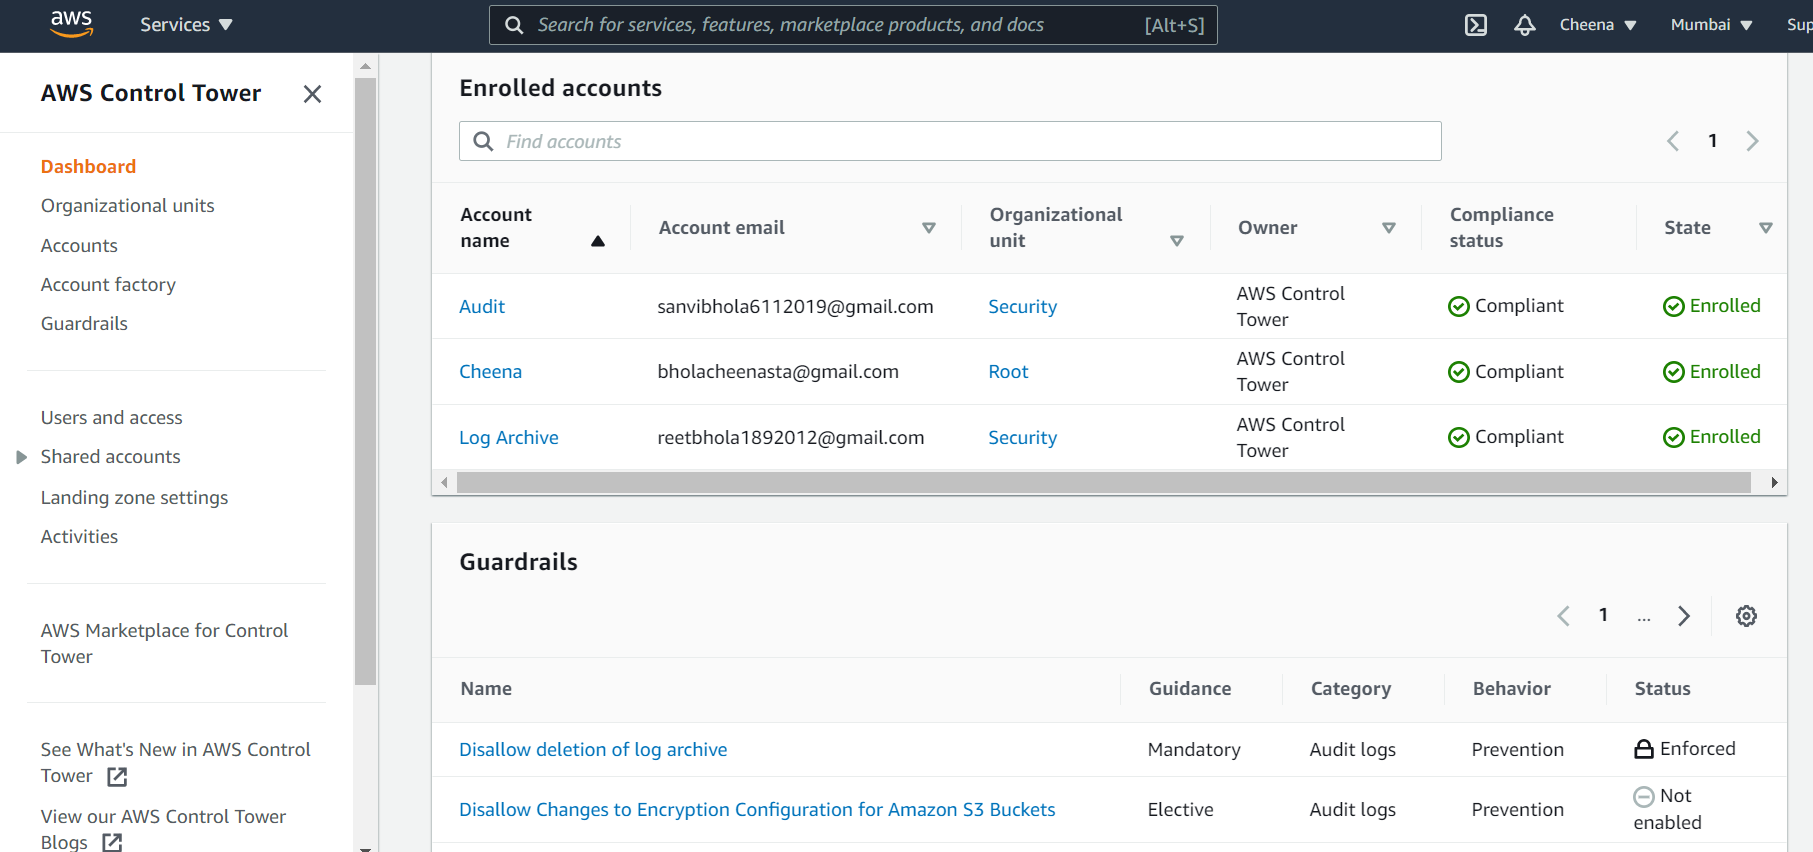 aws
Services
Search for services, features, marketplace products, and docs
[Alt+S]
Cheena
Mumbai
Sup
AWS Control Tower
Dashboard
Organizational units
Accounts
Account factory
Guardrails
Users and access
Shared accounts
Landing zone settings
Activities
AWS Marketplace for Control
Tower
See What's New in AWS Control
Tower
View our AWS Control Tower
Blogs
Enrolled accounts
Find accounts
1
Account
name
Account email
Organizational
unit
Owner
Compliance
status
State
Audit
sanvibhola6112019@gmail.com
Security
AWS Control
Tower
Compliant
Enrolled
Cheena
bholacheenasta@gmail.com
Root
AWS Control
Tower
Compliant
Enrolled
Log Archive
reetbhola1892012@gmail.com
Security
AWS Control
Tower
Compliant
Enrolled
Guardrails
1 ...
Name
Guidance
Category
Behavior
Status
Disallow deletion of log archive
Mandatory
Audit logs
Prevention
Enforced
Disallow Changes to Encryption Configuration for Amazon S3 Buckets
Elective
Audit logs
Prevention
Not
enabled